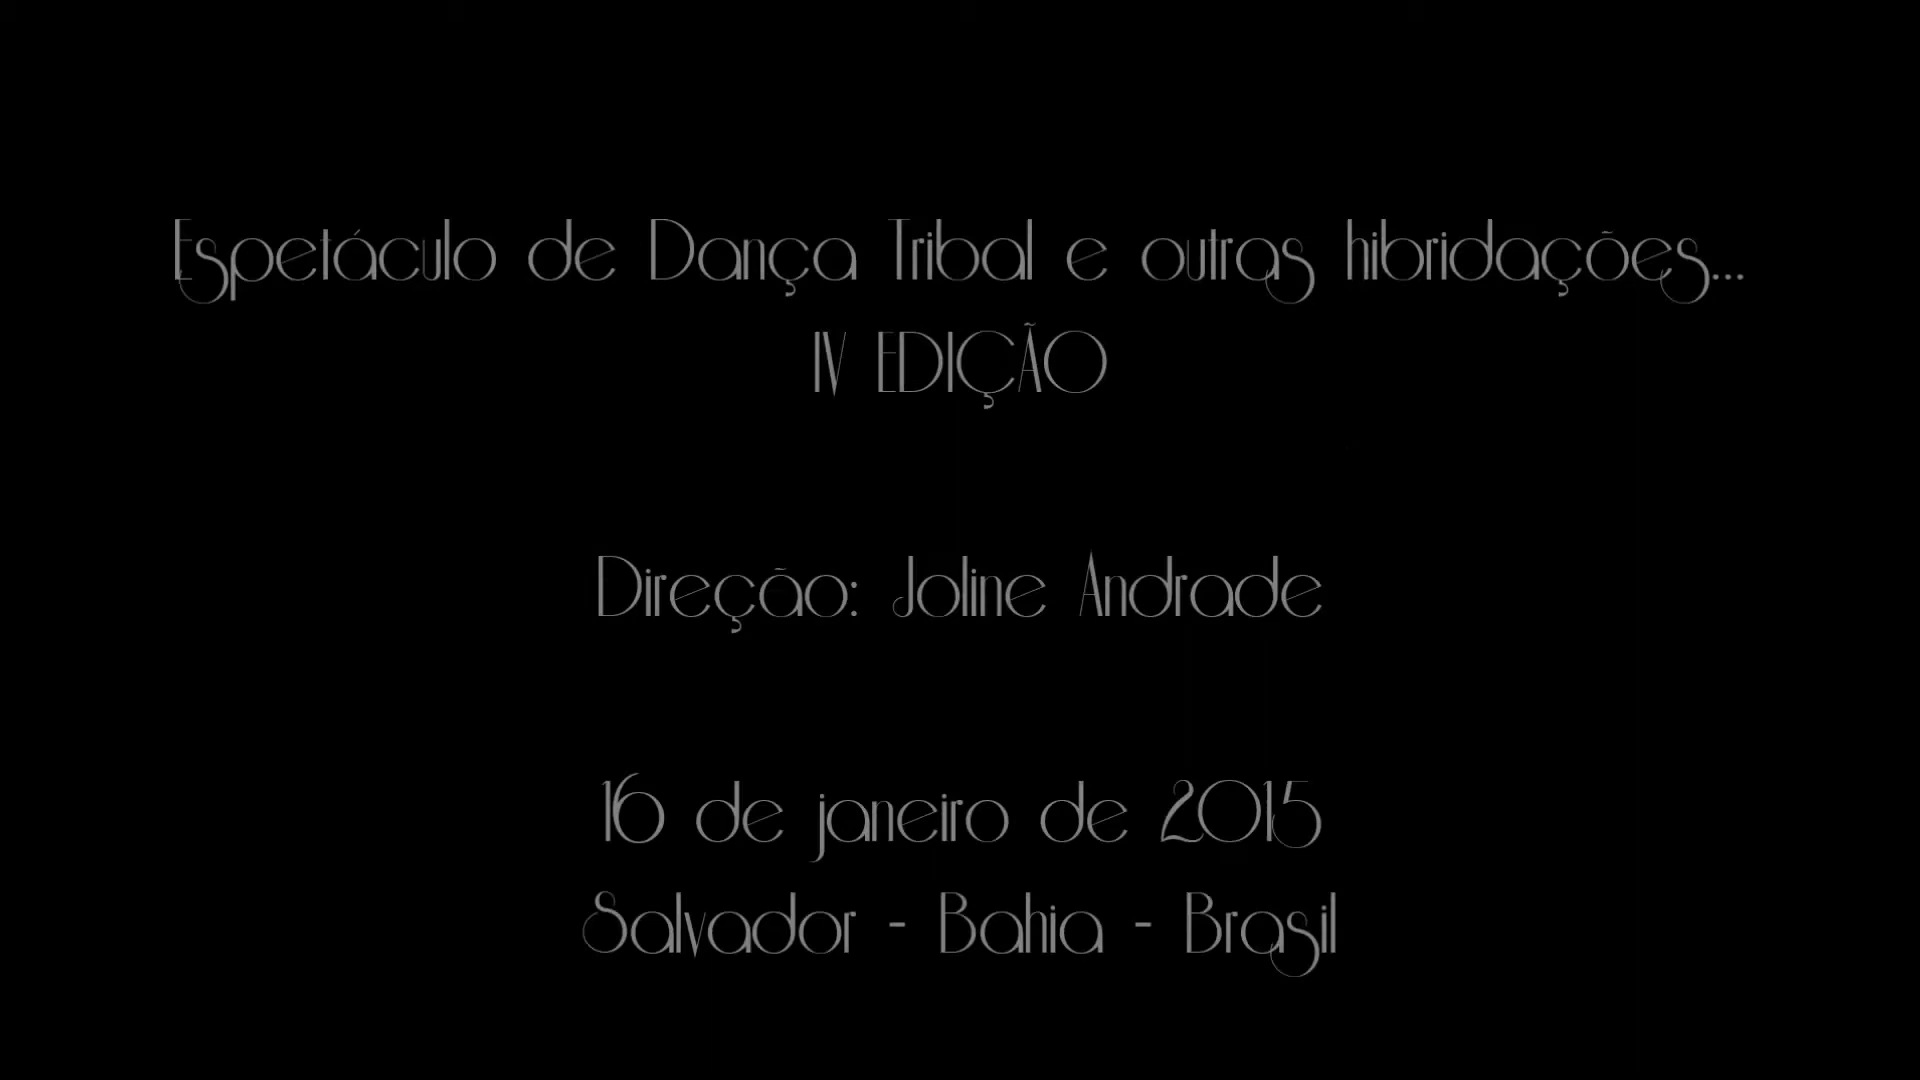 Espetáculo de Dança Tribal e outras hibridações...
IV EDIÇÃO
Direção: Joline Andrade
16 de janeiro de 2015
Salvador - Bahia - Brasil